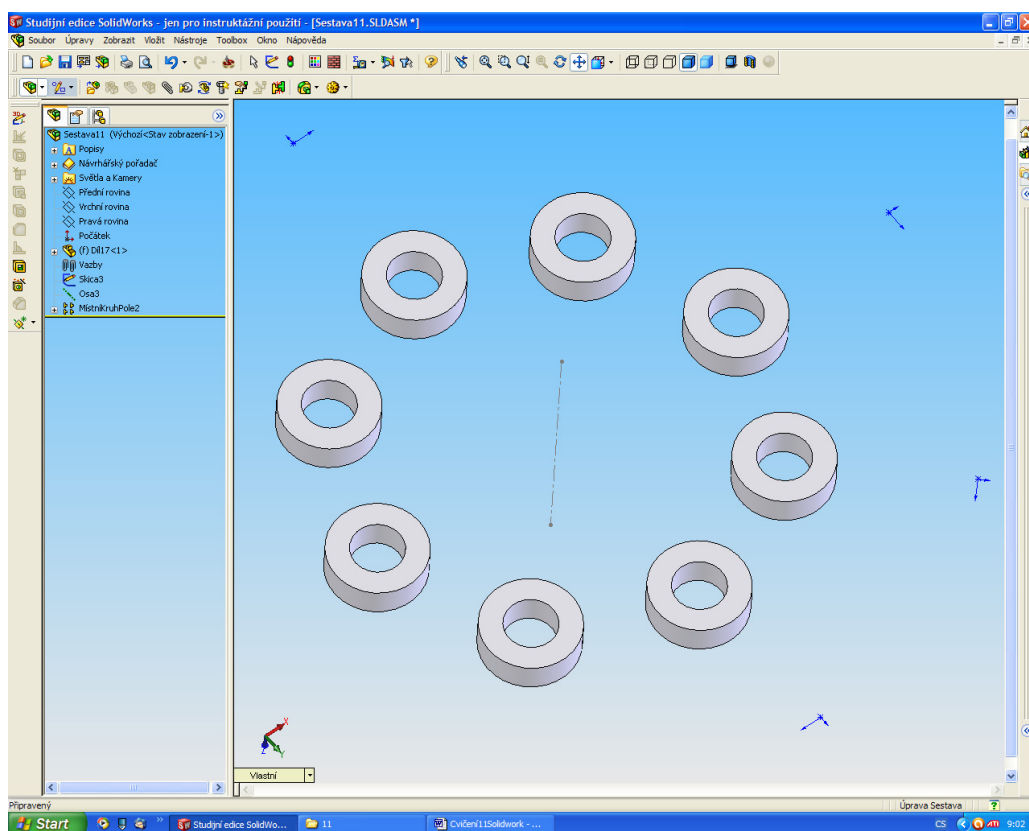 Studijní edice SolidWorks - jen pro instruktážní použití - [Sestava11.SLDASM *]
Soubor Úpravy Zobrazit Vložit Nástroje Toolbox Okno Nápověda
Sestava11 (Výchozí<Stav zobrazení-1>)
Popisy
Návrhářský pořadač
Světla a Kamery
Přední rovina
Vrchní rovina
Pravá rovina
Počátek
(f) Díl17<1>
Vazby
Skica3
Osa3
MístníKruhPole2
X
Y
Z
Vlastní
Připravený
Úprava Sestava
Start
Studijní edice SolidWo...
11
Cvičení11Solidwork - ...
CS
ATI
9:02